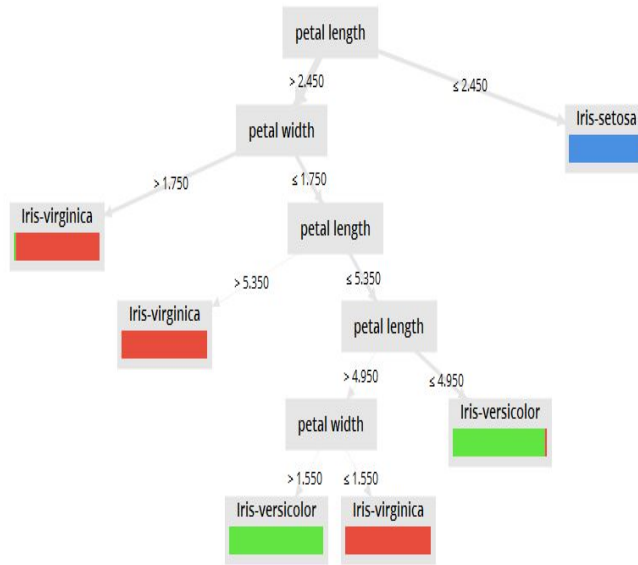 petal length
> 2.450
≤ 2.450
petal width
Iris-setosa
> 1.750
≤ 1.750
Iris-virginica
petal length
> 5.350
≤ 5.350
Iris-virginica
petal length
> 4.950
≤ 4.950
petal width
Iris-versicolor
> 1.550
≤ 1.550
Iris-versicolor
Iris-virginica